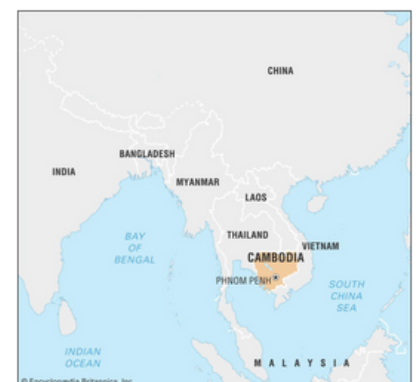 CHINA
BANGLADESH
INDIA
MYANMAR
LAOS
THAILAND
VIETNAM
CAMBODIA
PHNOM PENH
BAY
OF
BENGAL
SOUTH
CHINA
SEA
INDIAN
OCEAN
MALAYSIA
© Encyclopædia Britannica, Inc.